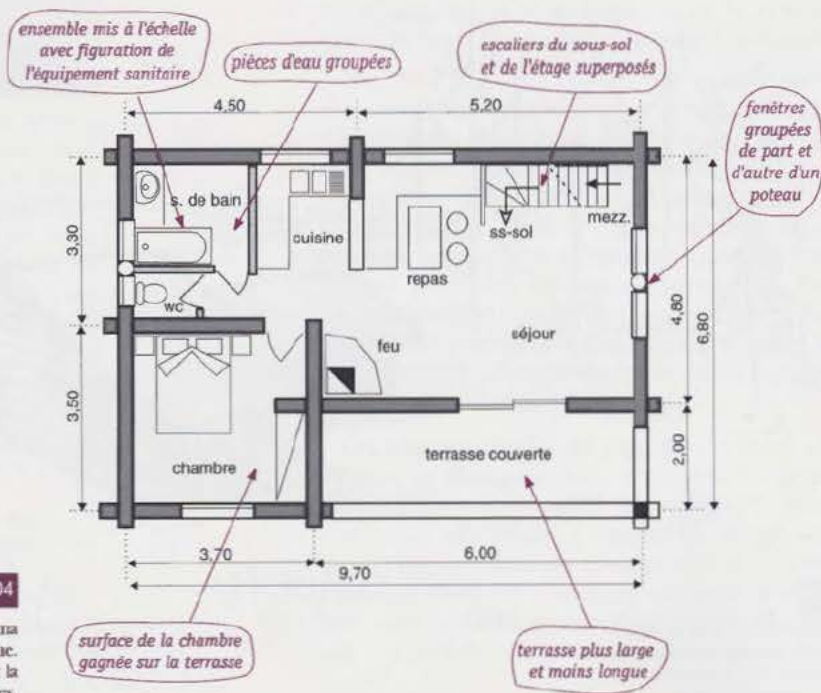 ensemble mis à l'échelle
avec figuration de
l'équipement sanitaire
pièces d'eau groupées
escaliers du sous-sol
et de l'étage superposés
fenêtres
groupées
de part et
d'autre d'un
poteau
4,50
5,20
3,30
3,50
4,80
6,80
2,00
s. de bain
cuisine
wc
repas
ss-sol
mezz.
séjour
feu
chambre
terrasse couverte
3,70
6,00
9,70
surface de la chambre
gagnée sur la terrasse
terrasse plus large
et moins longue
04
la